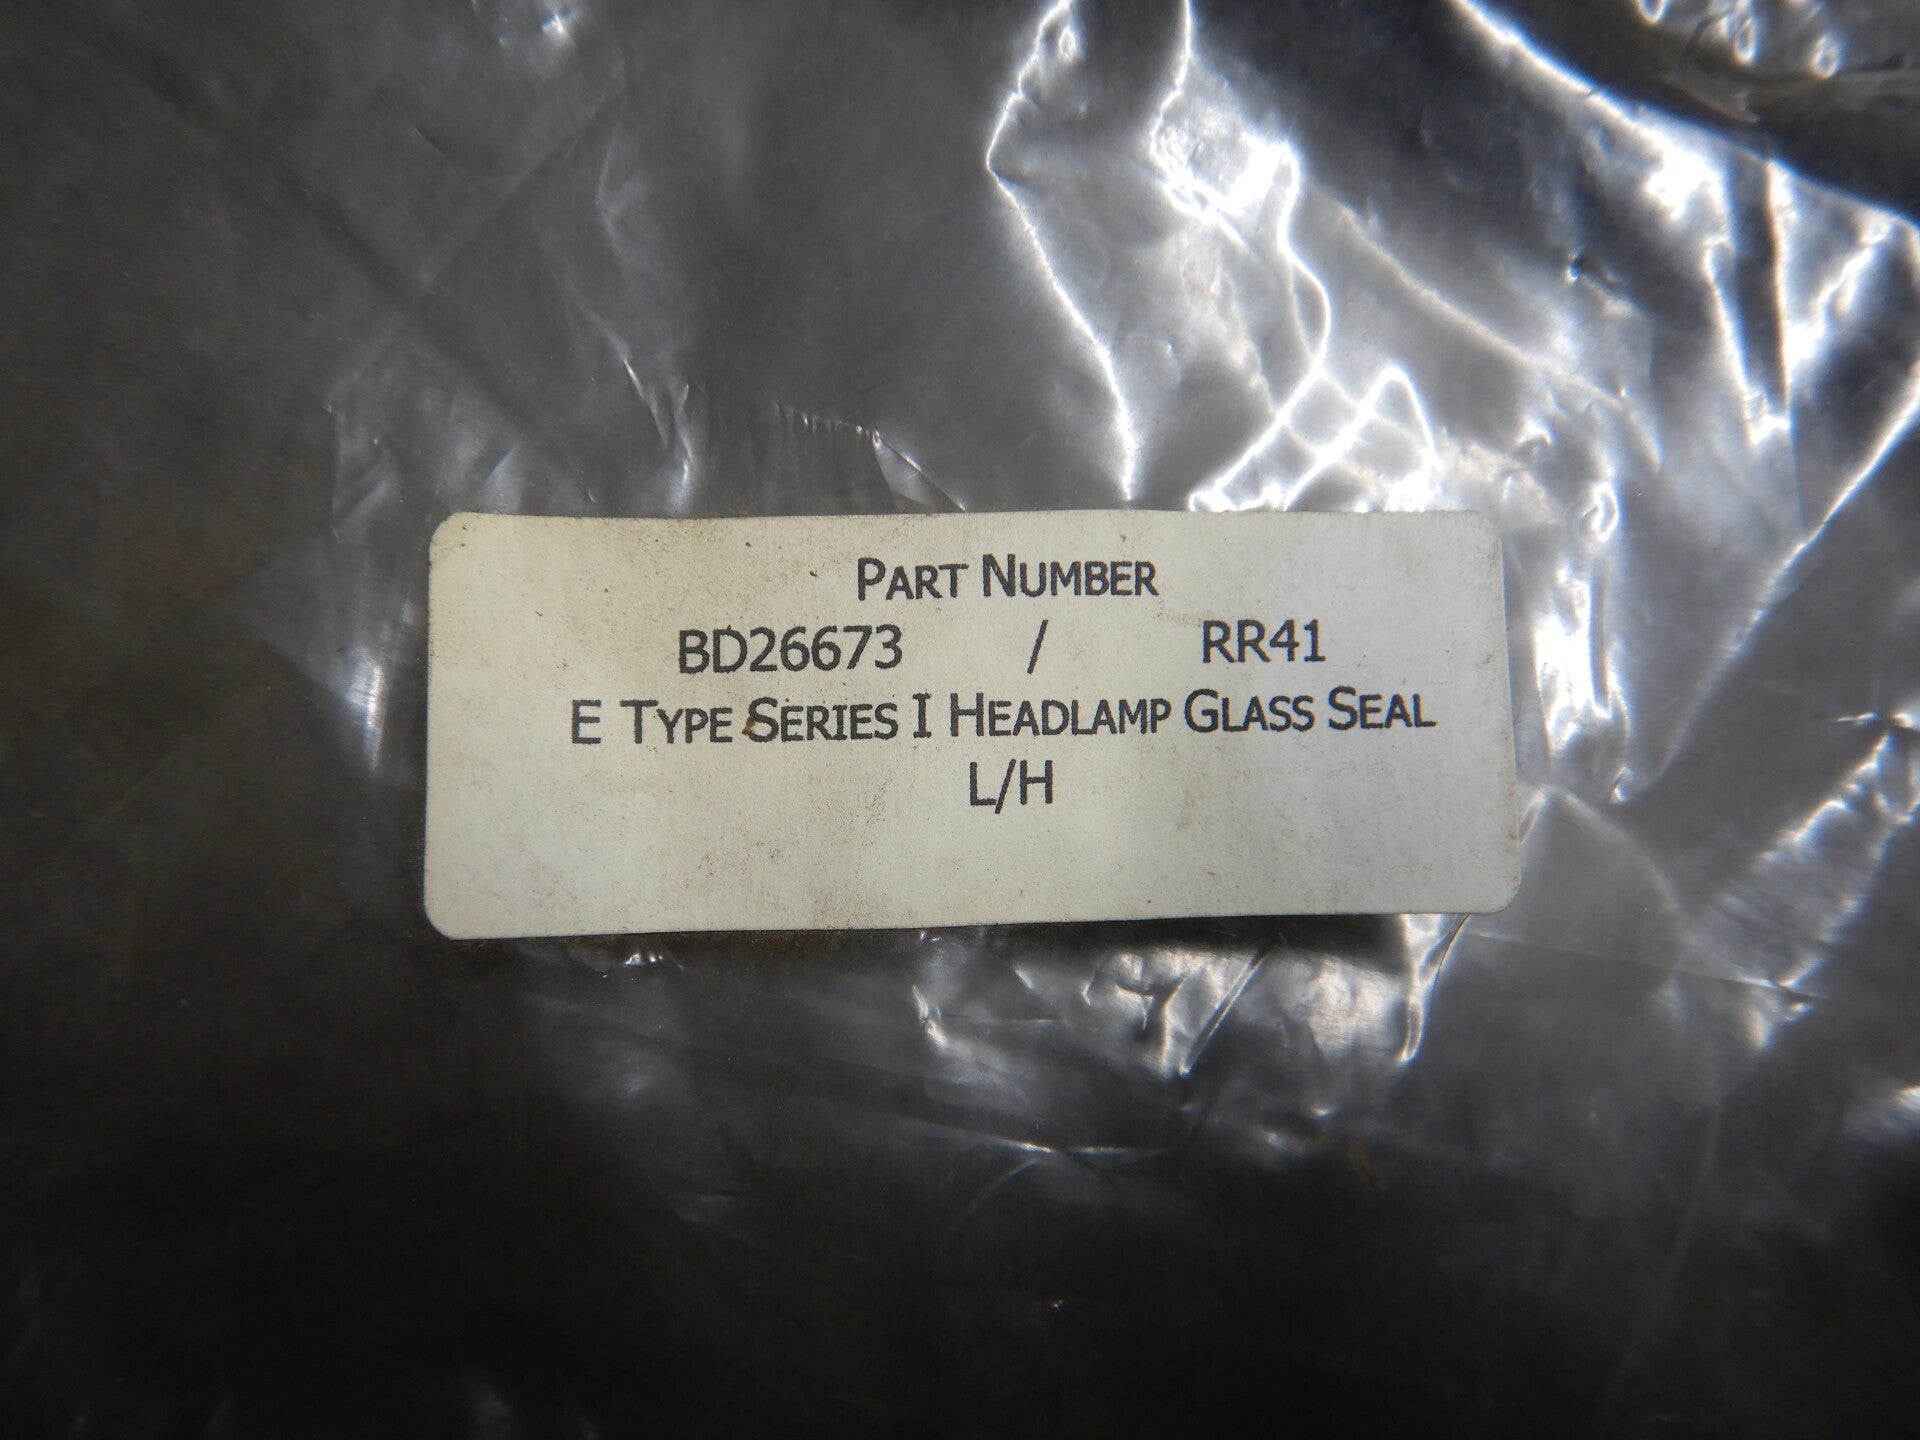 Part Number
BD26673 / RR41
E Type Series I Headlamp Glass Seal
L/H